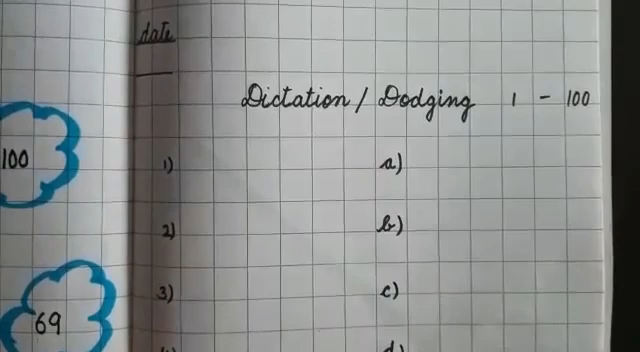 date
Dictation / Dodging 1 - 100
100
1) a)
2) b)
3) c)
69
d)